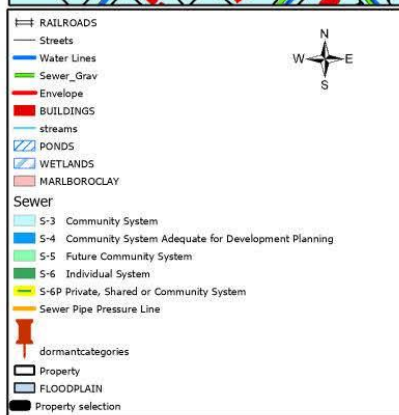 RAILROADS
Streets
Water Lines
Sewer_Grav
Envelope
BUILDINGS
streams
PONDS
WETLANDS
MARLBOROCLAY
Sewer
S-3 Community System
S-4 Community System Adequate for Development Planning
S-5 Future Community System
S-6 Individual System
S-6P Private, Shared or Community System
Sewer Pipe Pressure Line
dormantcategories
Property
FLOODPLAIN
Property selection
N
W E
S